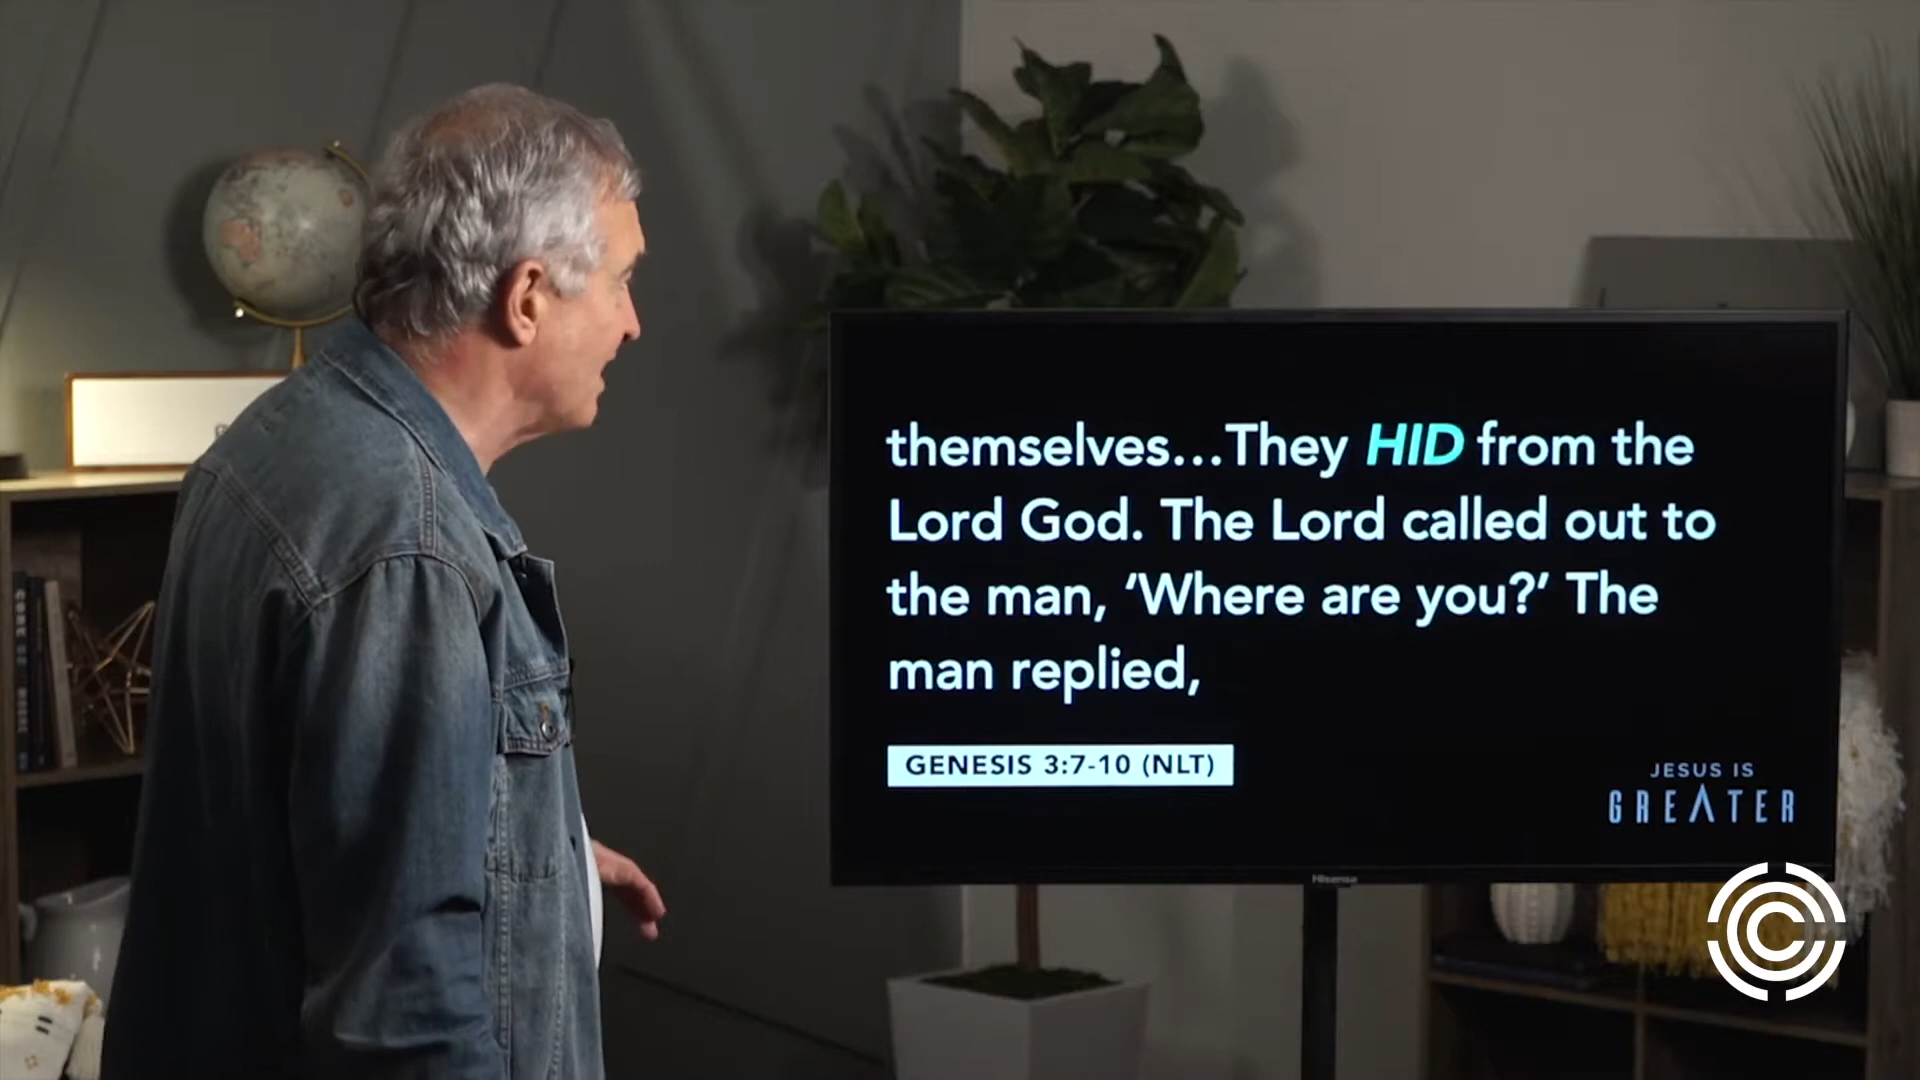 themselves...They HID from the
Lord God. The Lord called out to
the man, ‘Where are you?’ The
man replied,
GENESIS 3:7-10 (NLT)
JESUS IS
GREATER
Hisense